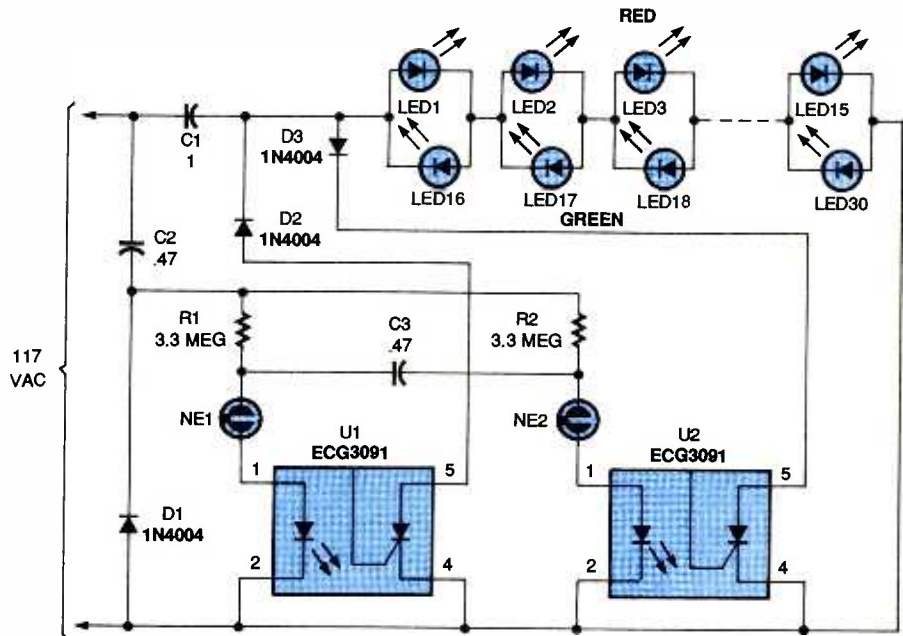 RED
LED1
LED2
LED3
LED15
C1
1
D3
1N4004
LED16
LED17
LED18
LED30
GREEN
D2
1N4004
C2
.47
R1
3.3 MEG
C3
.47
R2
3.3 MEG
117
VAC
NE1
NE2
U1
ECG3091
U2
ECG3091
1
5
1
5
D1
1N4004
2
4
2
4